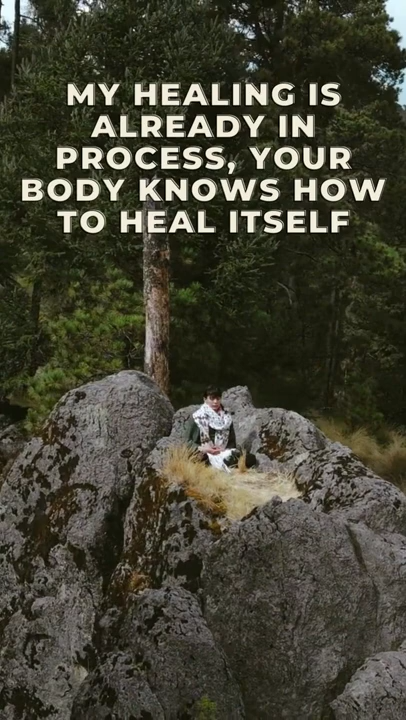 MY HEALING IS
ALREADY IN
PROCESS, YOUR
BODY KNOWS HOW
TO HEAL ITSELF